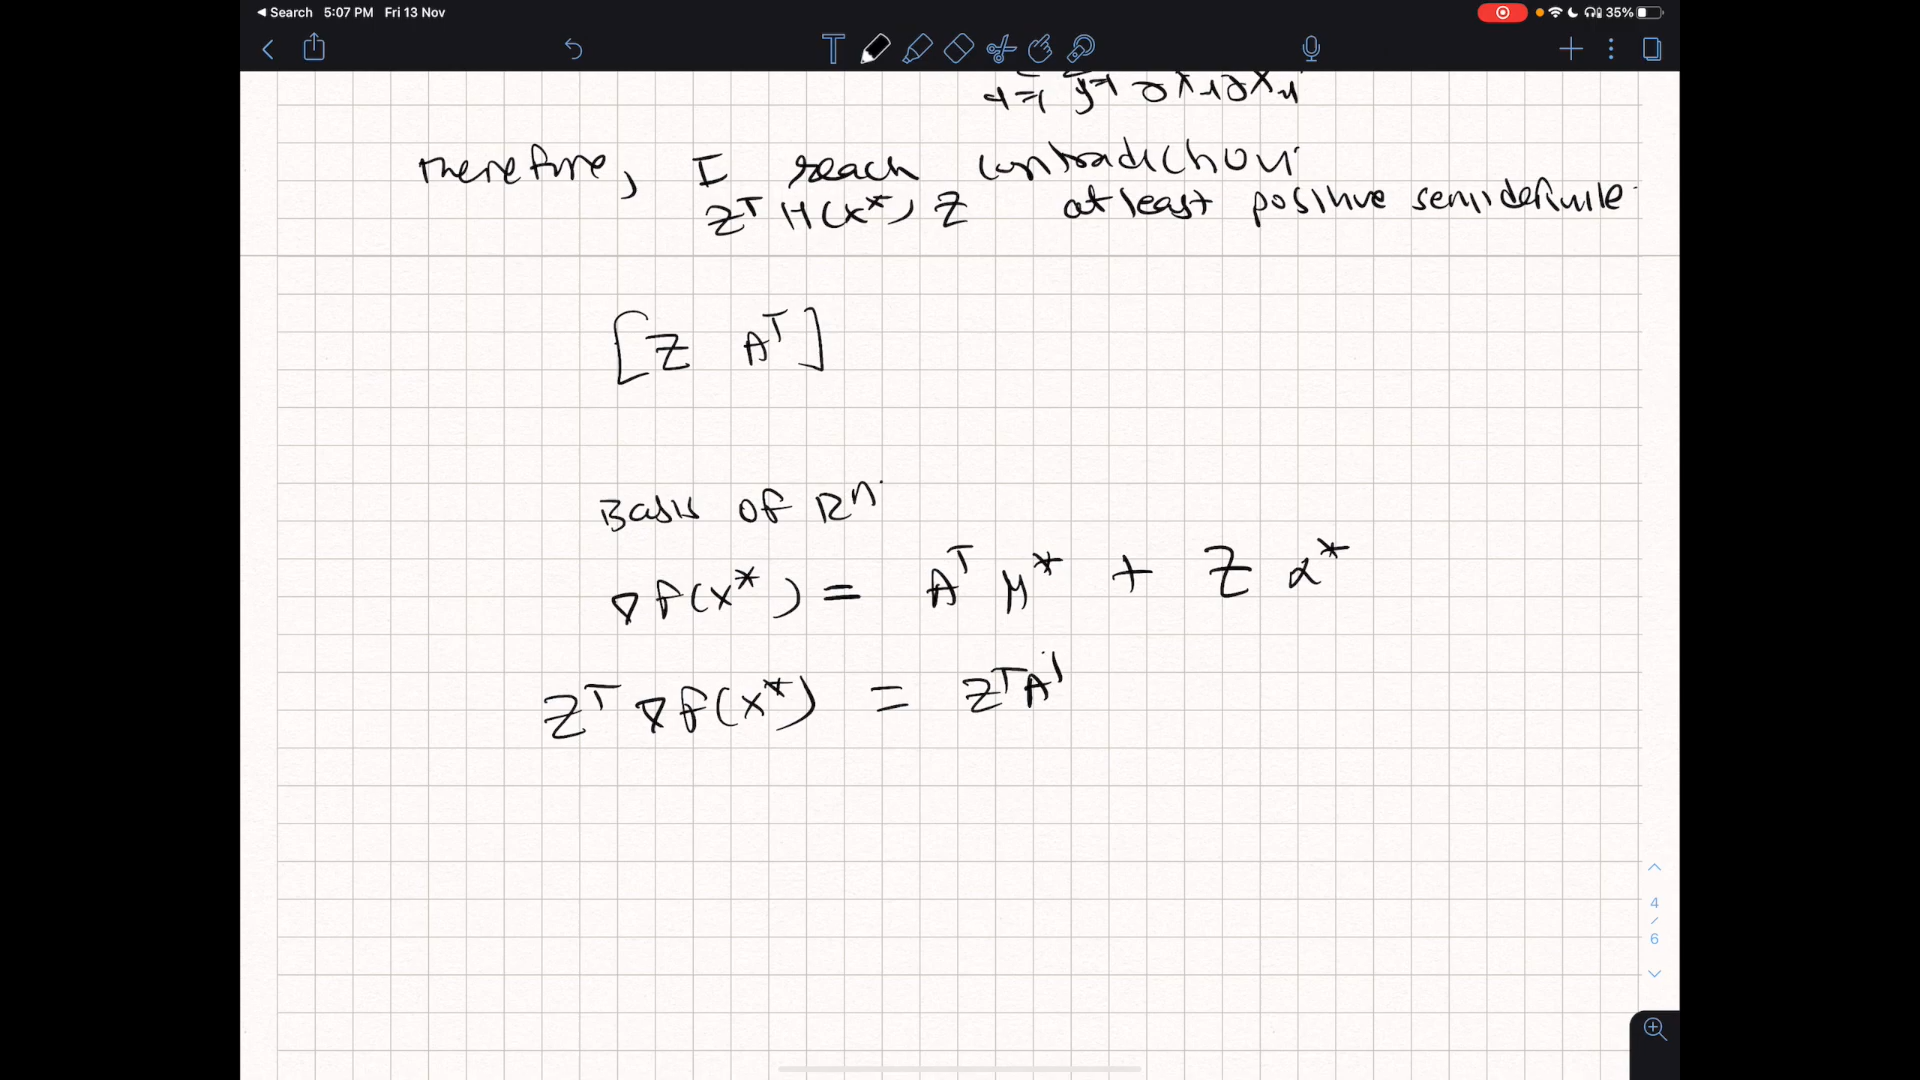 Search 5:07 PM Fri 13 Nov 35%
T
therefore, I reach contradiction
Z^T H(x*) Z at least positive semidefinite
[Z A^T]
Basis of R^n
∇f(x*) = A^T μ* + Z α*
Z^T ∇f(x*) = Z^T A^T
4
/
6